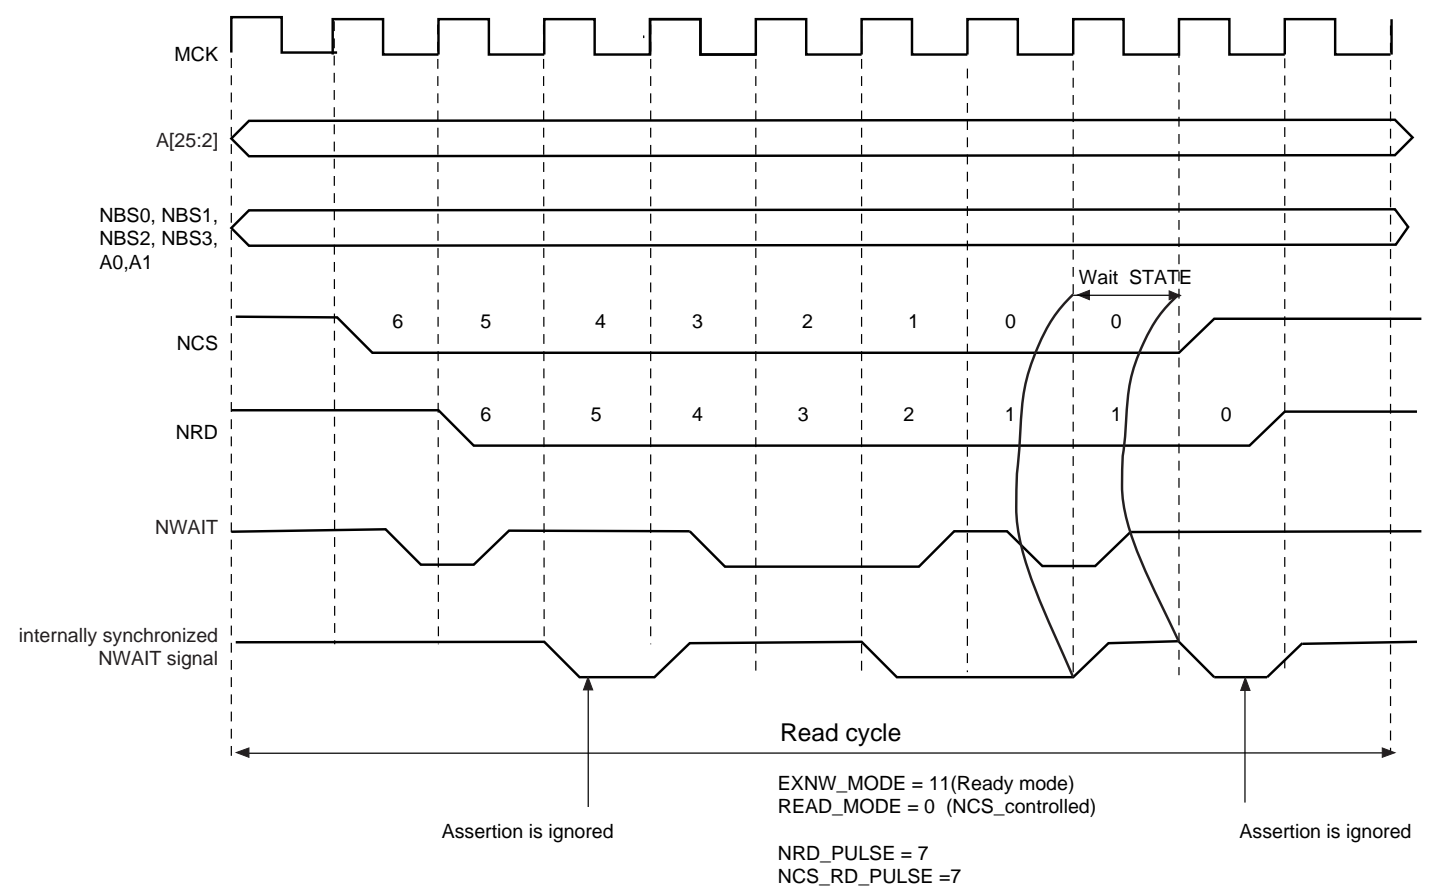 MCK
A[25:2]
NBS0, NBS1,
NBS2, NBS3,
A0,A1
Wait STATE
NCS
6 5 4 3 2 1 0 0
NRD
6 5 4 3 2 1 1 0
NWAIT
internally synchronized
NWAIT signal
Read cycle
EXNW_MODE = 11(Ready mode)
READ_MODE = 0 (NCS_controlled)
Assertion is ignored
Assertion is ignored
NRD_PULSE = 7
NCS_RD_PULSE =7